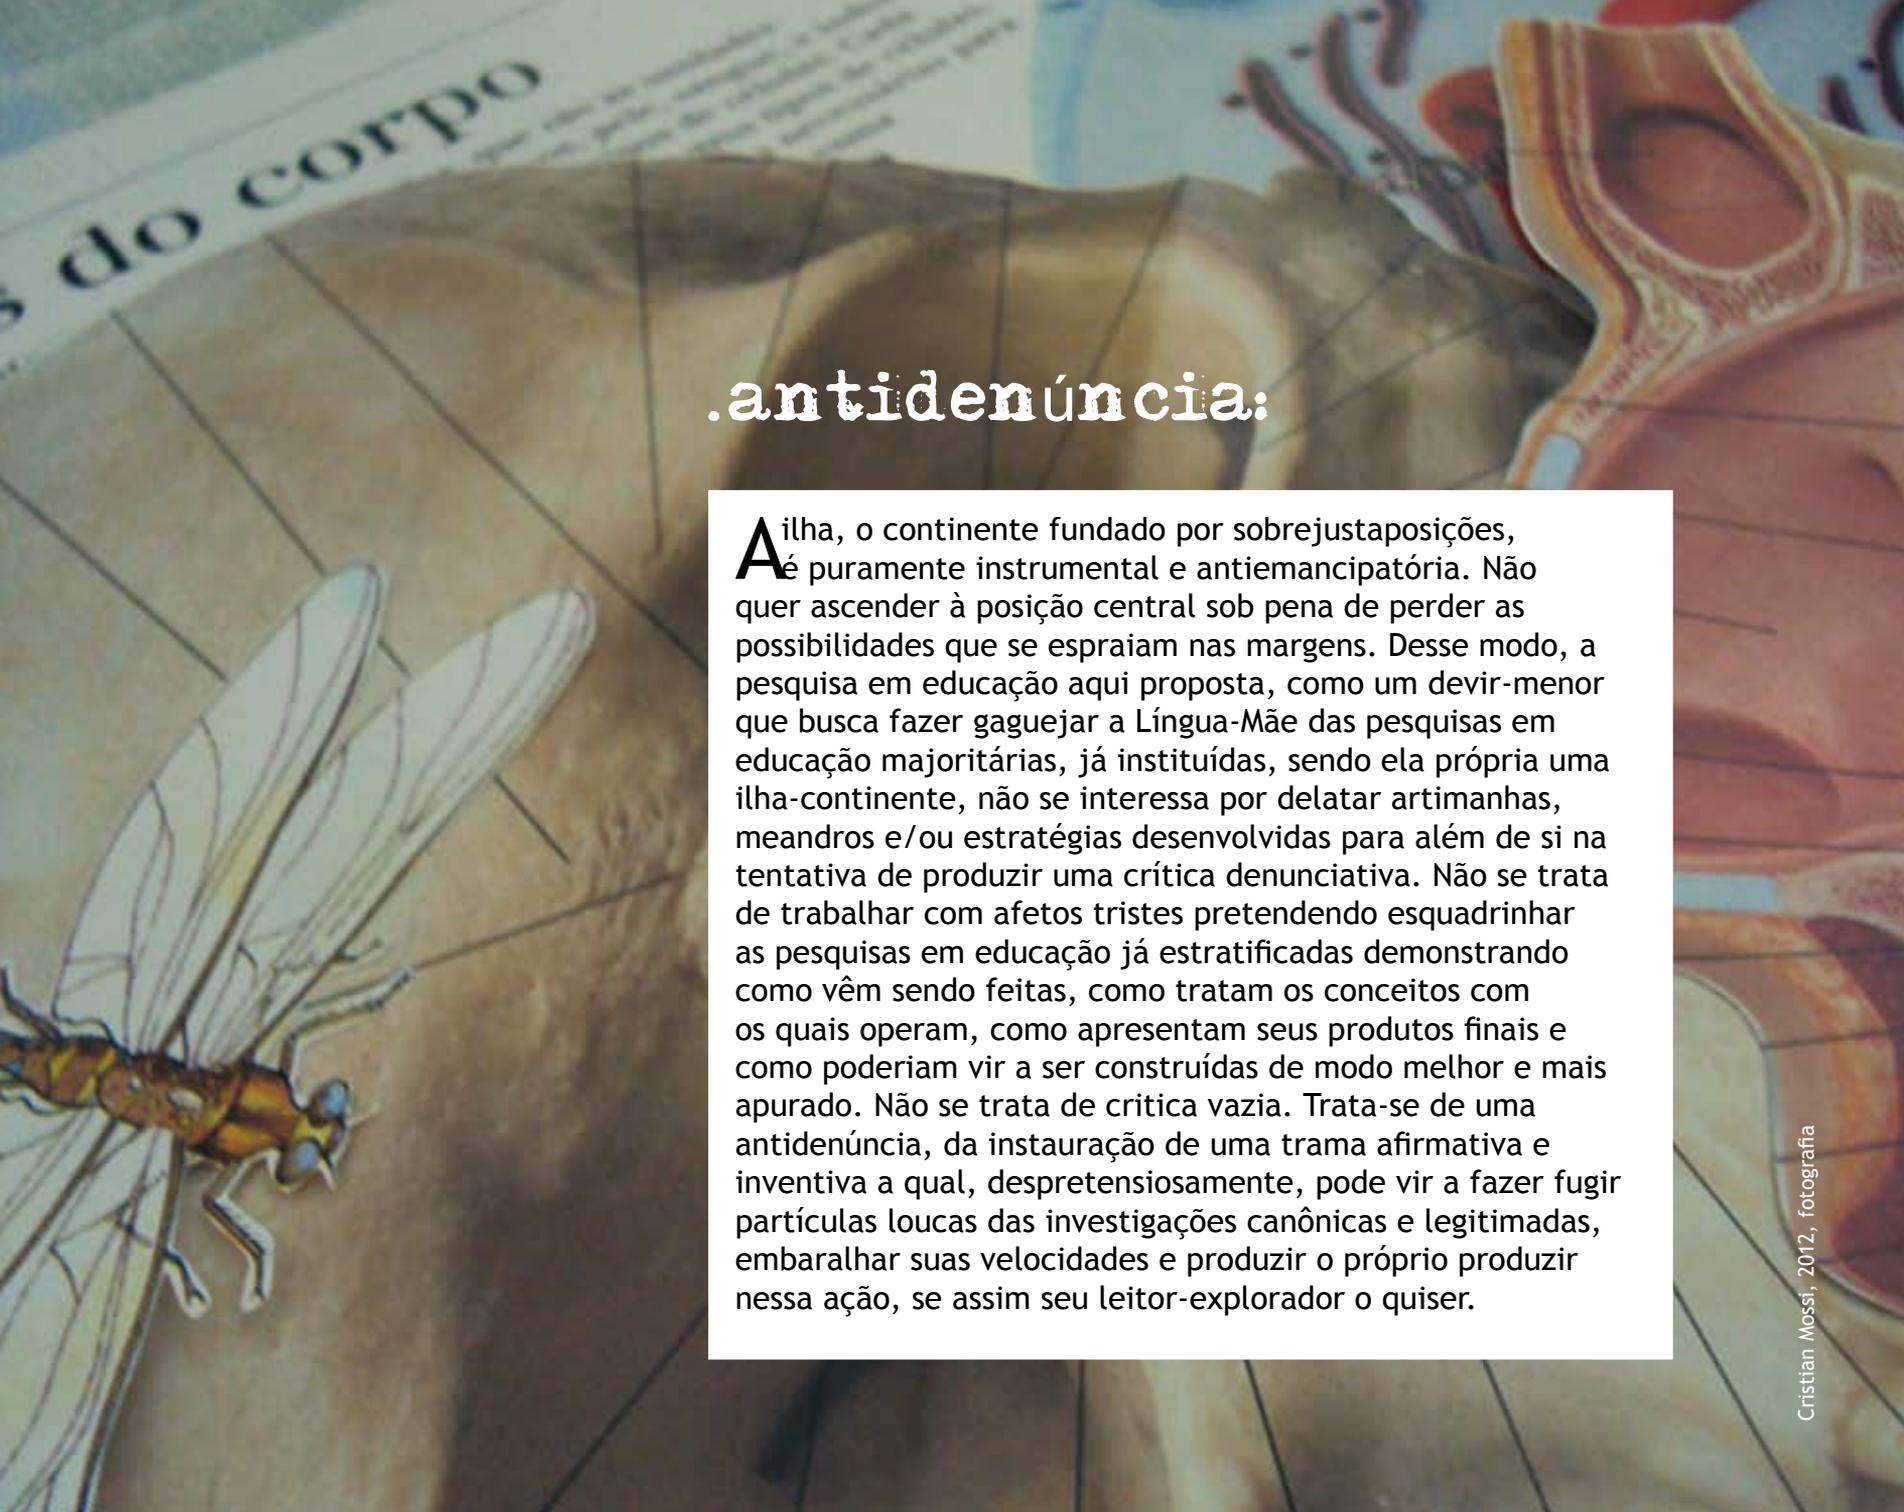 s do corpo
.antidenúncia:
A ilha, o continente fundado por sobrejustaposições,
é puramente instrumental e antiemancipatória. Não
quer ascender à posição central sob pena de perder as
possibilidades que se espraiam nas margens. Desse modo, a
pesquisa em educação aqui proposta, como um devir-menor
que busca fazer gaguejar a Língua-Mãe das pesquisas em
educação majoritárias, já instituídas, sendo ela própria uma
ilha-continente, não se interessa por delatar artimanhas,
meandros e/ou estratégias desenvolvidas para além de si na
tentativa de produzir uma crítica denunciativa. Não se trata
de trabalhar com afetos tristes pretendendo esquadrinhar
as pesquisas em educação já estratificadas demonstrando
como vêm sendo feitas, como tratam os conceitos com
os quais operam, como apresentam seus produtos finais e
como poderiam vir a ser construídas de modo melhor e mais
apurado. Não se trata de critica vazia. Trata-se de uma
antidenúncia, da instauração de uma trama afirmativa e
inventiva a qual, despretensiosamente, pode vir a fazer fugir
partículas loucas das investigações canônicas e legitimadas,
embaralhar suas velocidades e produzir o próprio produzir
nessa ação, se assim seu leitor-explorador o quiser.
Cristian Mossi, 2012, fotografia